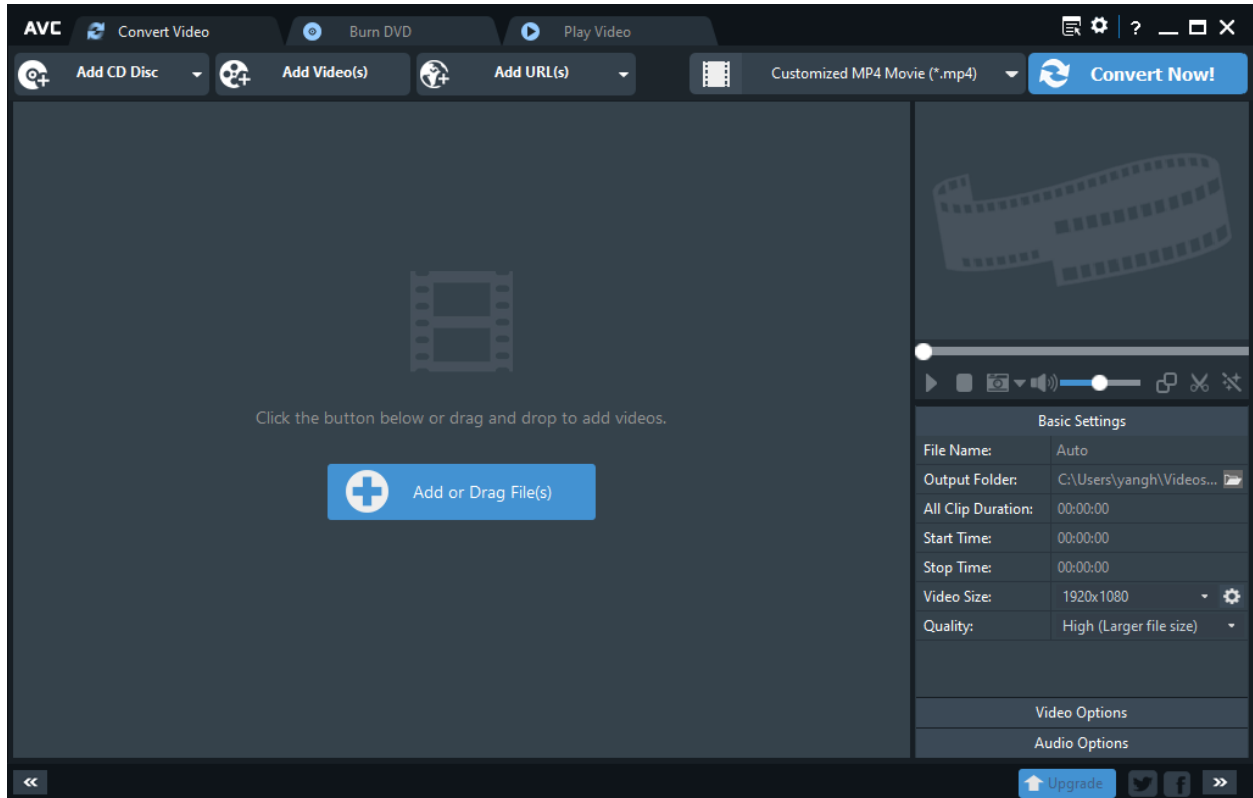 AVC Convert Video Burn DVD Play Video ?
Add CD Disc Add Video(s) Add URL(s) Customized MP4 Movie (*.mp4) Convert Now!
Click the button below or drag and drop to add videos.
Add or Drag File(s)
Basic Settings
File Name: Auto
Output Folder: C:\Users\yangh\Videos...
All Clip Duration: 00:00:00
Start Time: 00:00:00
Stop Time: 00:00:00
Video Size: 1920x1080
Quality: High (Larger file size)
Video Options
Audio Options
Upgrade